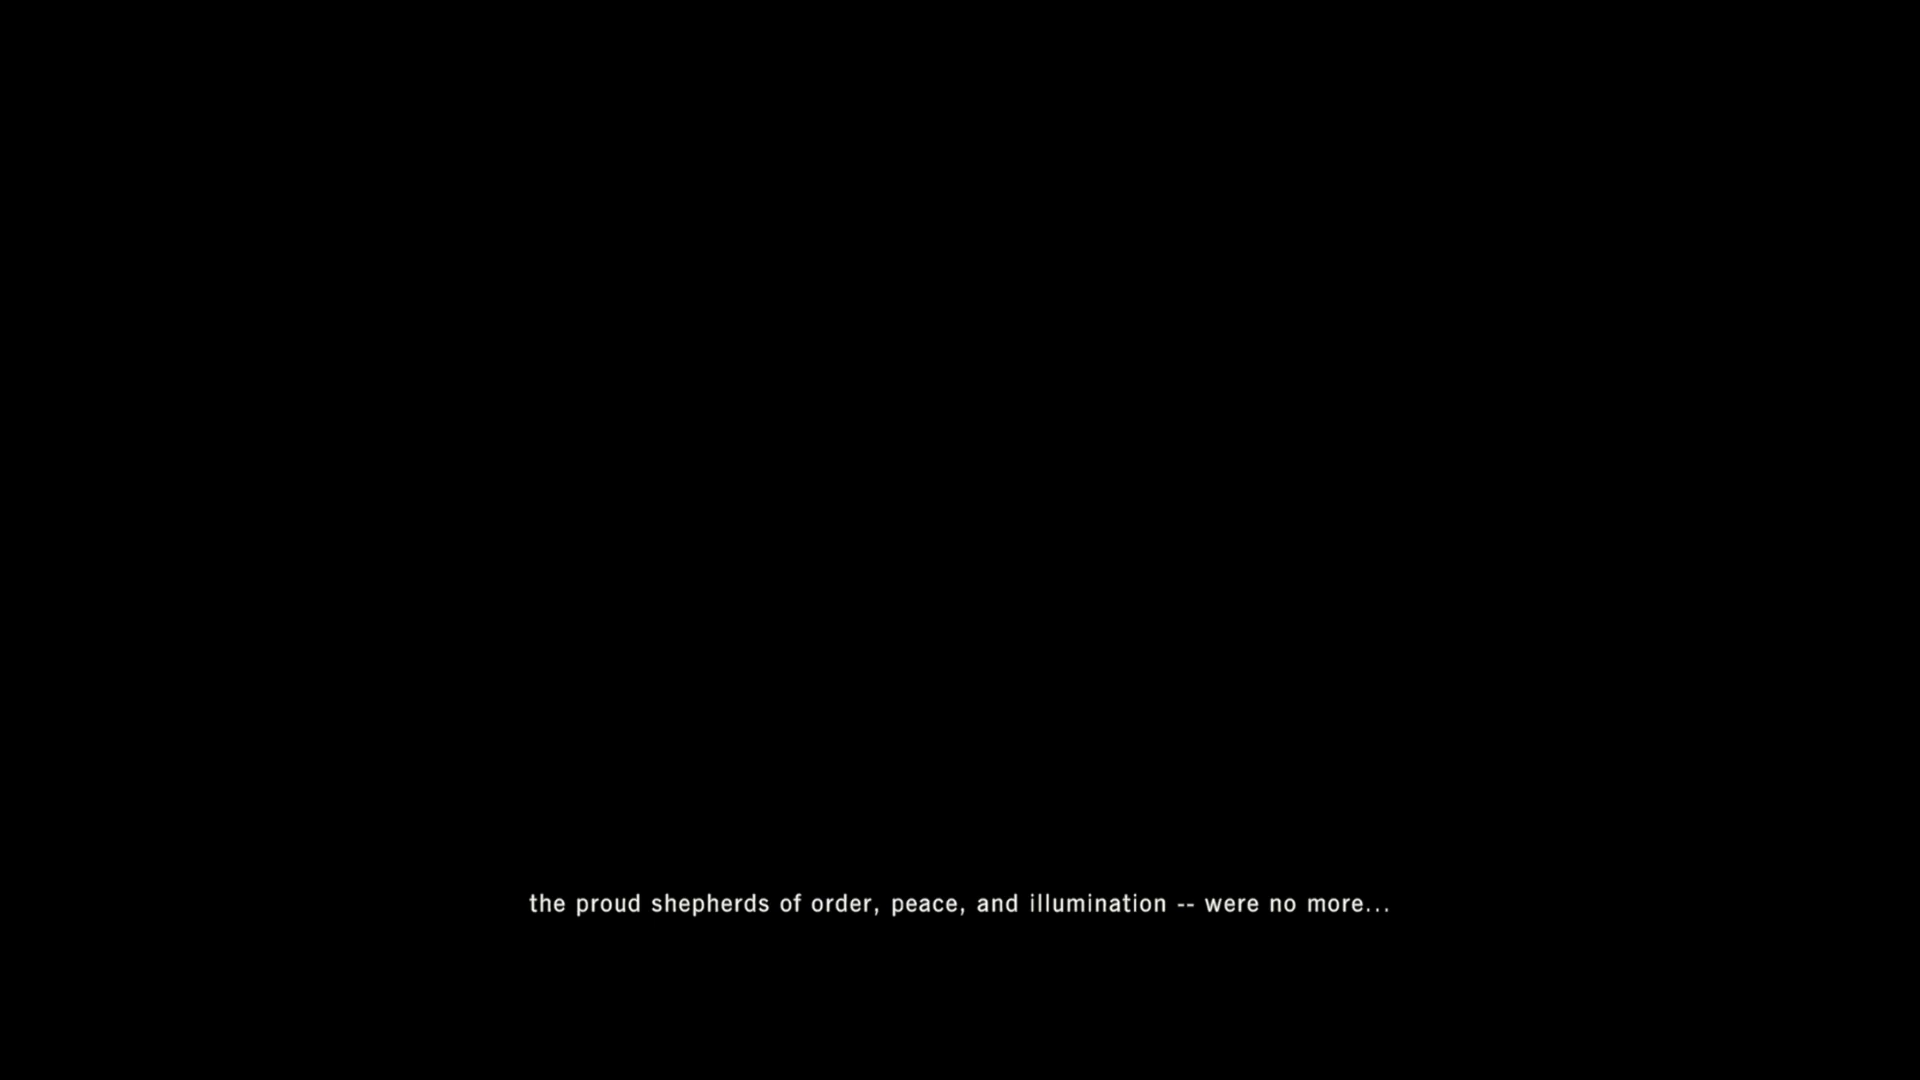 the proud shepherds of order, peace, and illumination -- were no more...